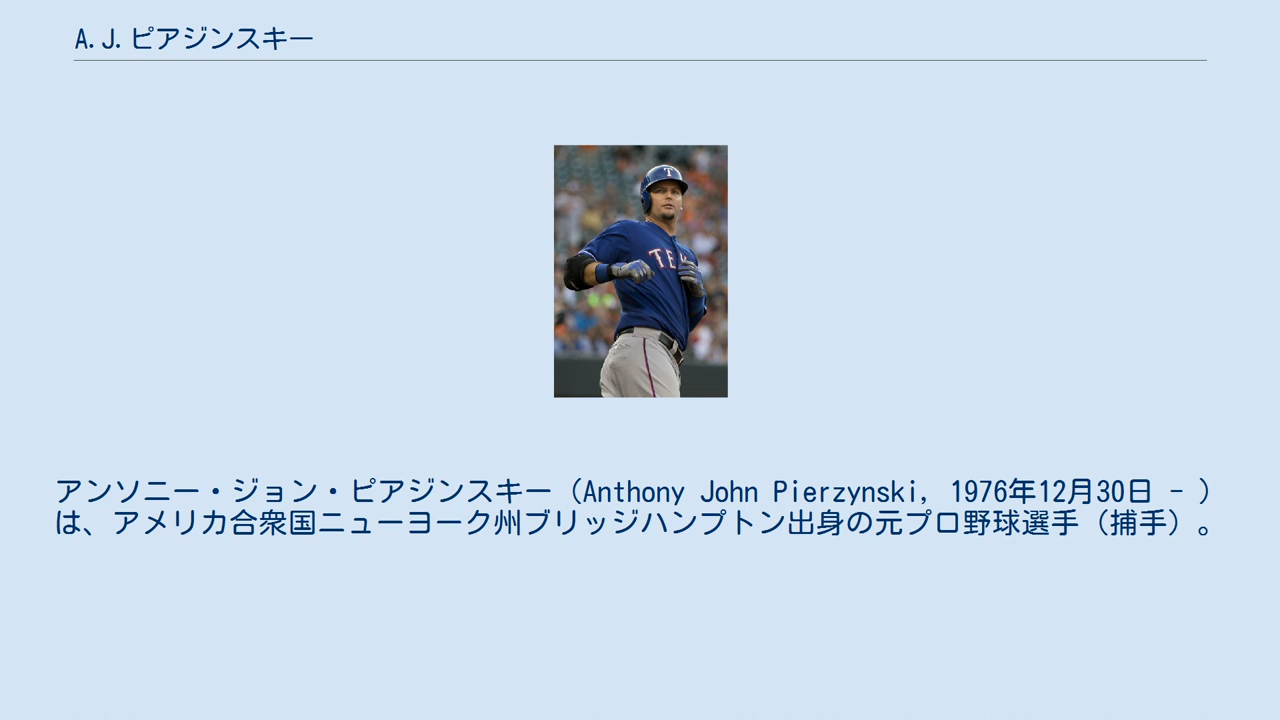 A.J.ピアジンスキー
T
TEX
アンソニー・ジョン・ピアジンスキー（Anthony John Pierzynski, 1976年12月30日 - ）
は、アメリカ合衆国ニューヨーク州ブリッジハンプトン出身の元プロ野球選手（捕手）。